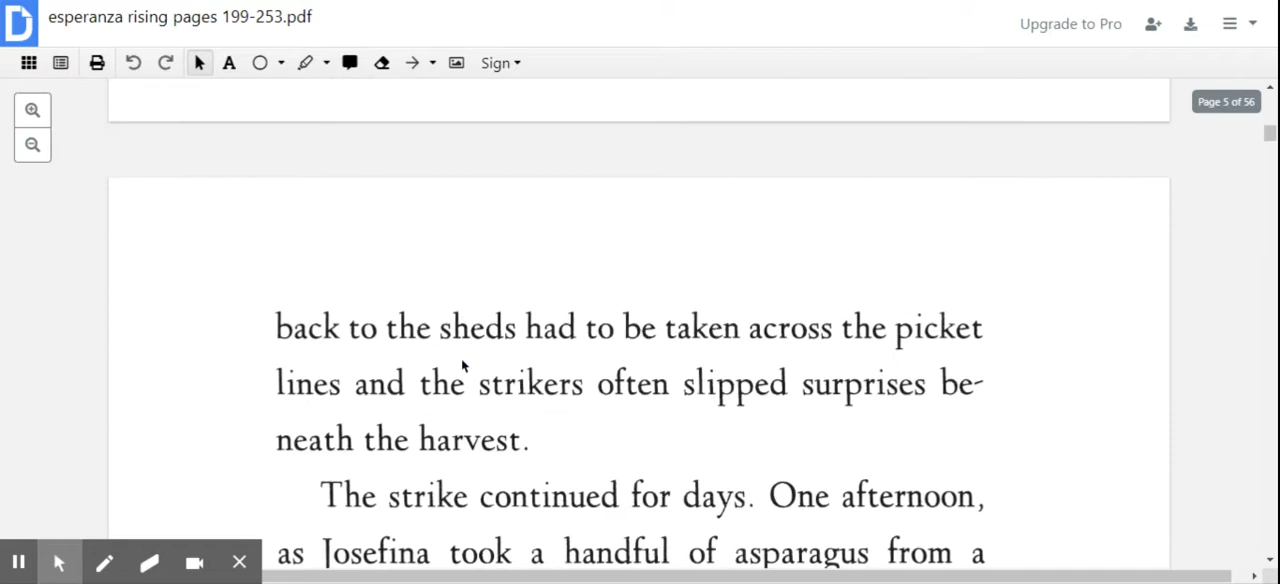 esperanza rising pages 199-253.pdf
Upgrade to Pro
A
Sign
Page 5 of 56
back to the sheds had to be taken across the picket
lines and the strikers often slipped surprises be-
neath the harvest.
The strike continued for days. One afternoon,
as Josefina took a handful of asparagus from a